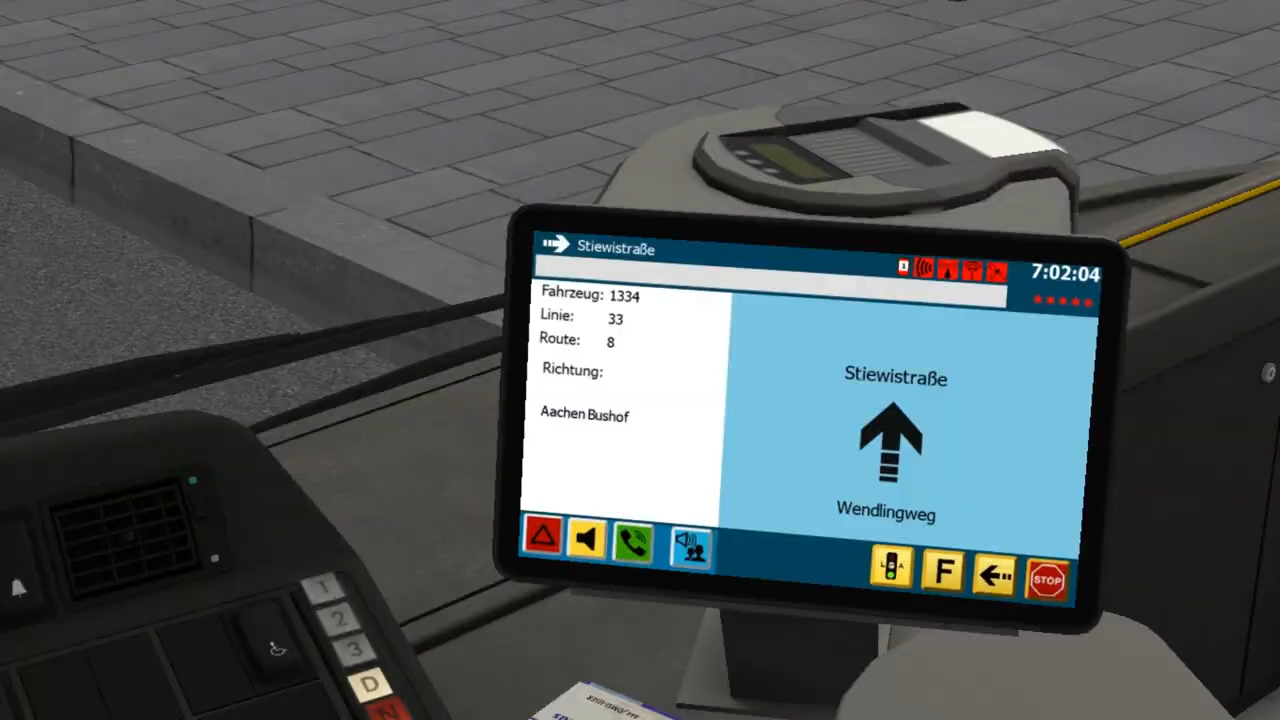 Stiewistraße
7:02:04
Fahrzeug: 1334
Linie: 33
Route: 8
Richtung:
Aachen Bushof
Stiewistraße
Wendlingweg
L S A
F
STOP
1
2
3
D
N